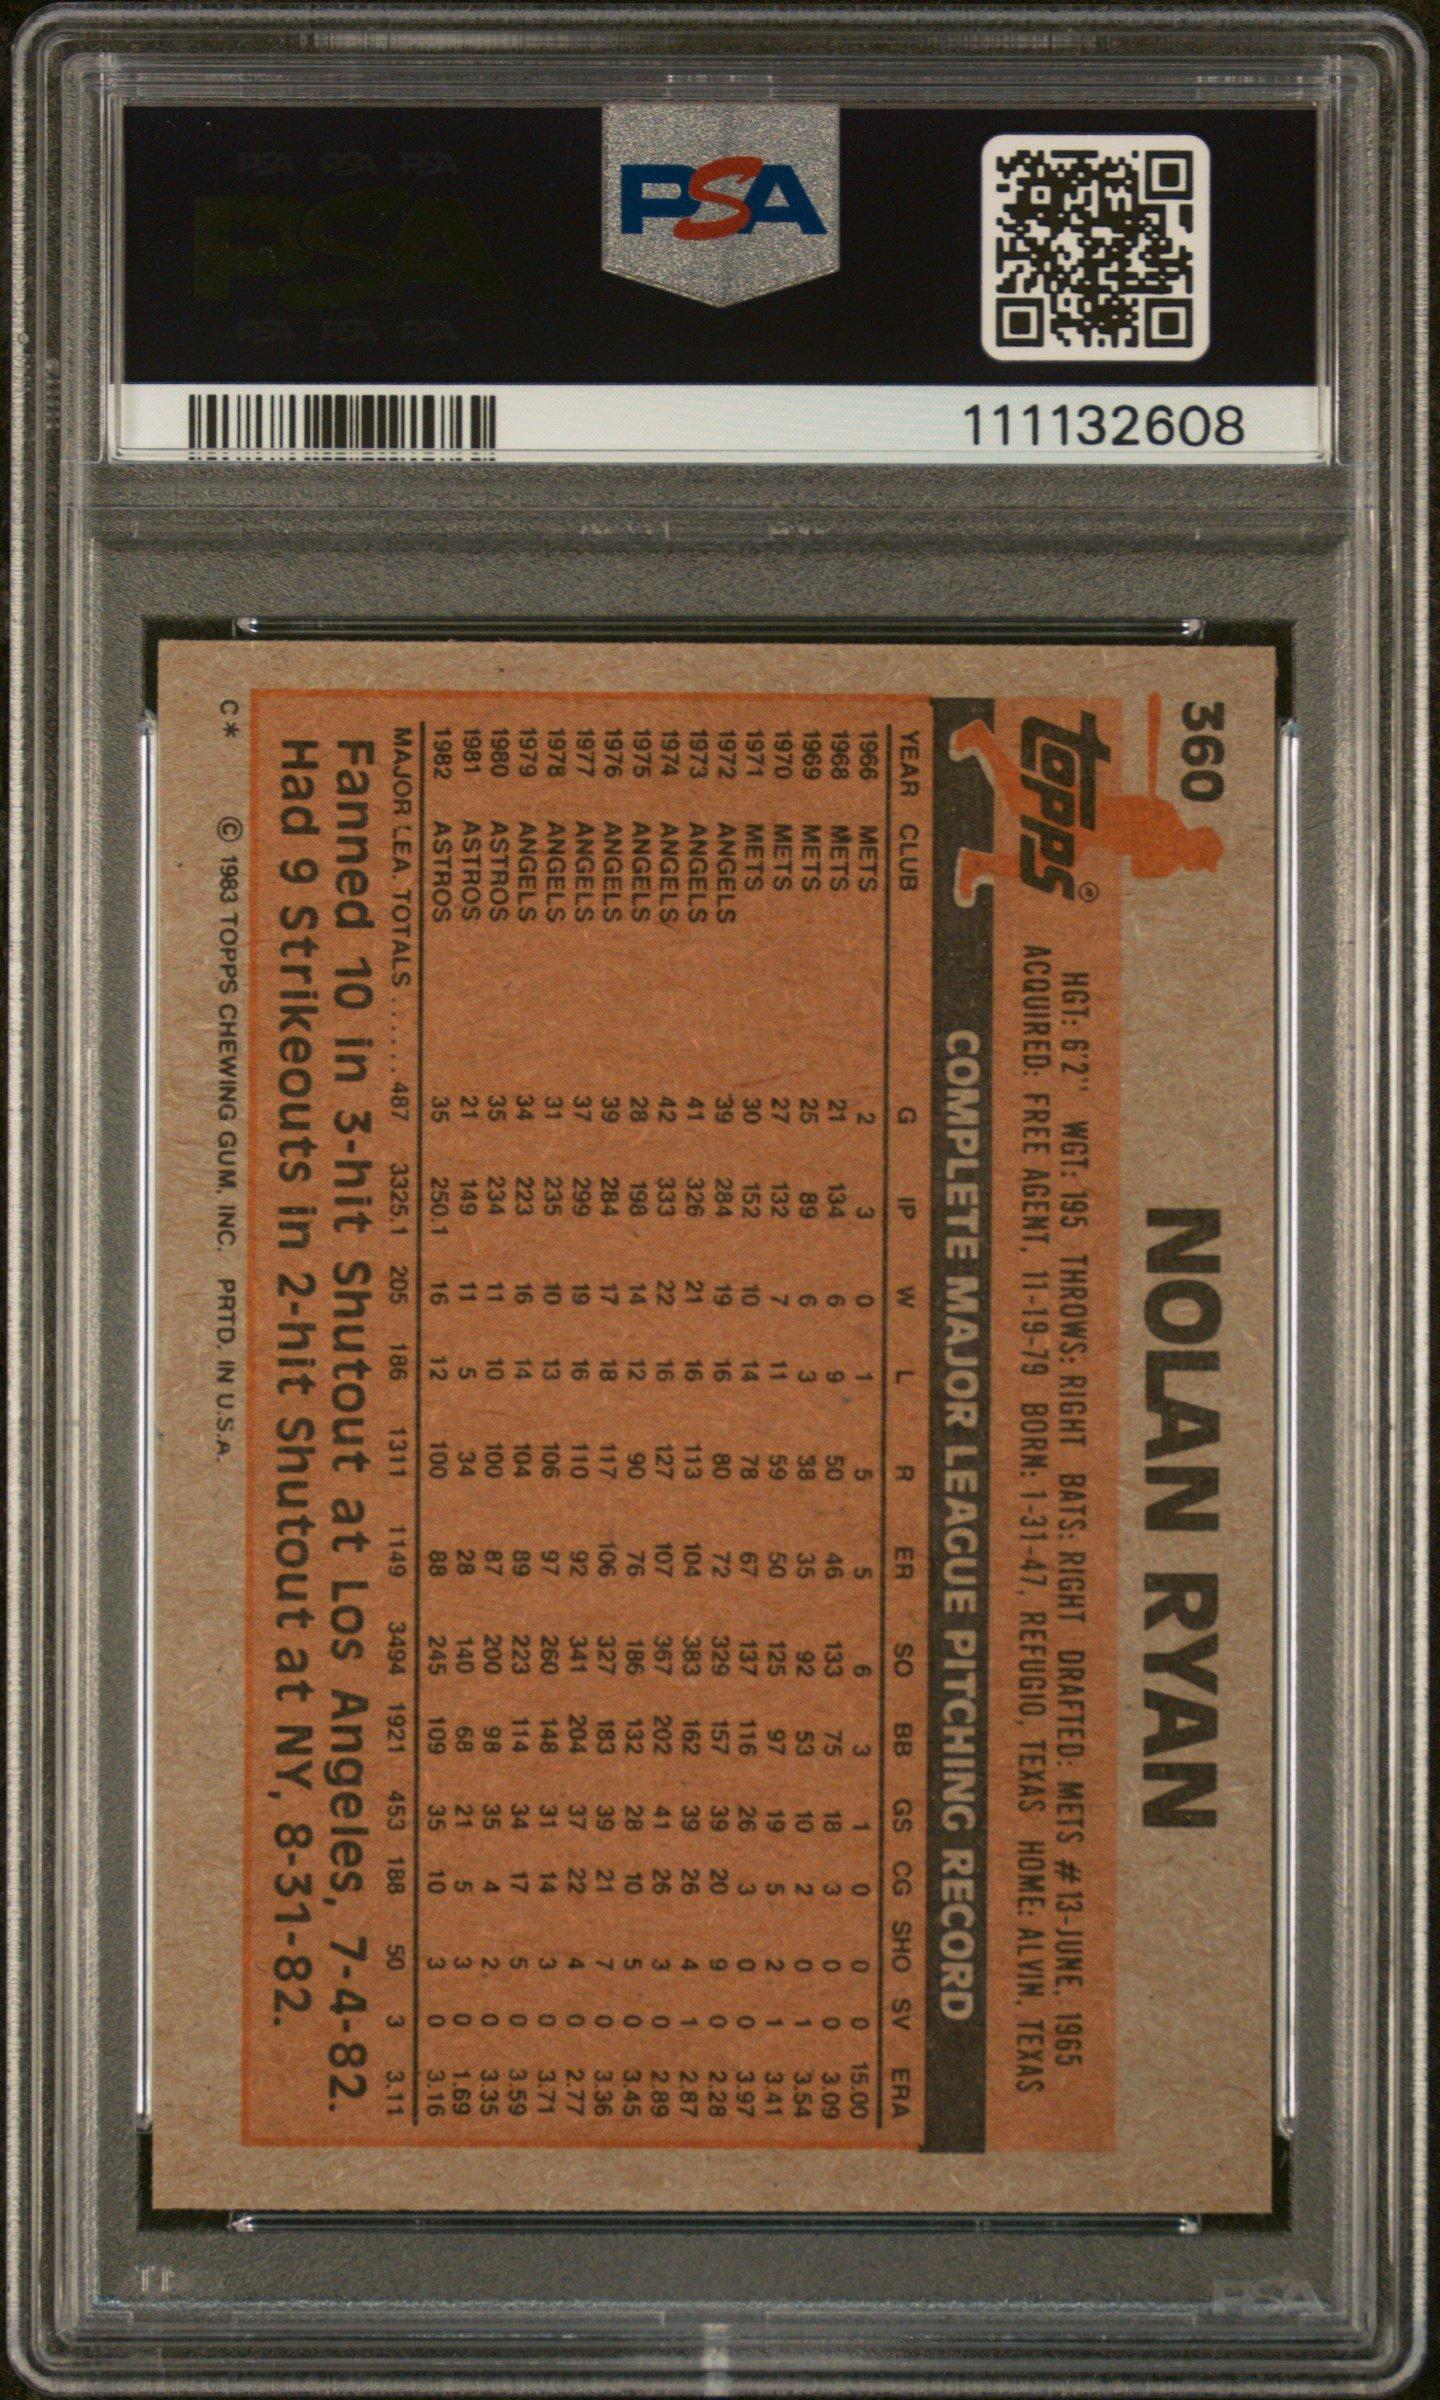 PSA PSA PSA
PSA
PSA PSA PSA
PSA
111132608
360
NOLAN RYAN
topps®
HGT: 6'2" WGT: 195 THROWS: RIGHT BATS: RIGHT DRAFTED: METS #13-JUNE, 1965
ACQUIRED: FREE AGENT, 11-19-79 BORN: 1-31-47, REFUGIO, TEXAS HOME: ALVIN, TEXAS
COMPLETE MAJOR LEAGUE PITCHING RECORD
YEAR CLUB G IP W L R ER SO BB GS CG SHO SV ERA
1966 METS 2 3 0 1 5 5 6 3 1 0 0 0 15.00
1968 METS 21 134 6 9 50 46 133 75 18 3 0 0 3.09
1969 METS 25 89 6 3 38 35 92 53 10 2 0 1 3.54
1970 METS 27 132 7 11 59 50 125 97 19 5 2 1 3.41
1971 METS 30 152 10 14 78 67 137 116 26 3 0 0 3.97
1972 ANGELS 39 284 19 16 80 72 329 157 39 20 9 0 2.28
1973 ANGELS 41 326 21 16 113 104 383 162 39 26 4 1 2.87
1974 ANGELS 42 333 22 16 127 107 367 202 41 26 3 0 2.89
1975 ANGELS 28 198 14 12 90 76 186 132 28 10 5 0 3.45
1976 ANGELS 39 284 17 18 117 106 327 183 39 21 7 0 3.36
1977 ANGELS 37 299 19 16 110 92 341 204 37 22 4 0 2.77
1978 ANGELS 31 235 10 13 106 97 260 148 31 14 3 0 3.71
1979 ANGELS 34 223 16 14 104 89 223 114 34 17 5 0 3.59
1980 ASTROS 35 234 11 10 100 87 200 98 35 4 2 0 3.35
1981 ASTROS 21 149 11 5 34 28 140 68 21 5 3 0 1.69
1982 ASTROS 35 250.1 16 12 100 88 245 109 35 10 3 0 3.16
MAJOR LEA. TOTALS ...... 487 3325.1 205 186 1311 1149 3494 1921 453 188 50 3 3.11
Fanned 10 in 3-hit Shutout at Los Angeles, 7-4-82.
Had 9 Strikeouts in 2-hit Shutout at NY, 8-31-82.
C* © 1983 TOPPS CHEWING GUM, INC. PRTD. IN U.S.A.
PSA